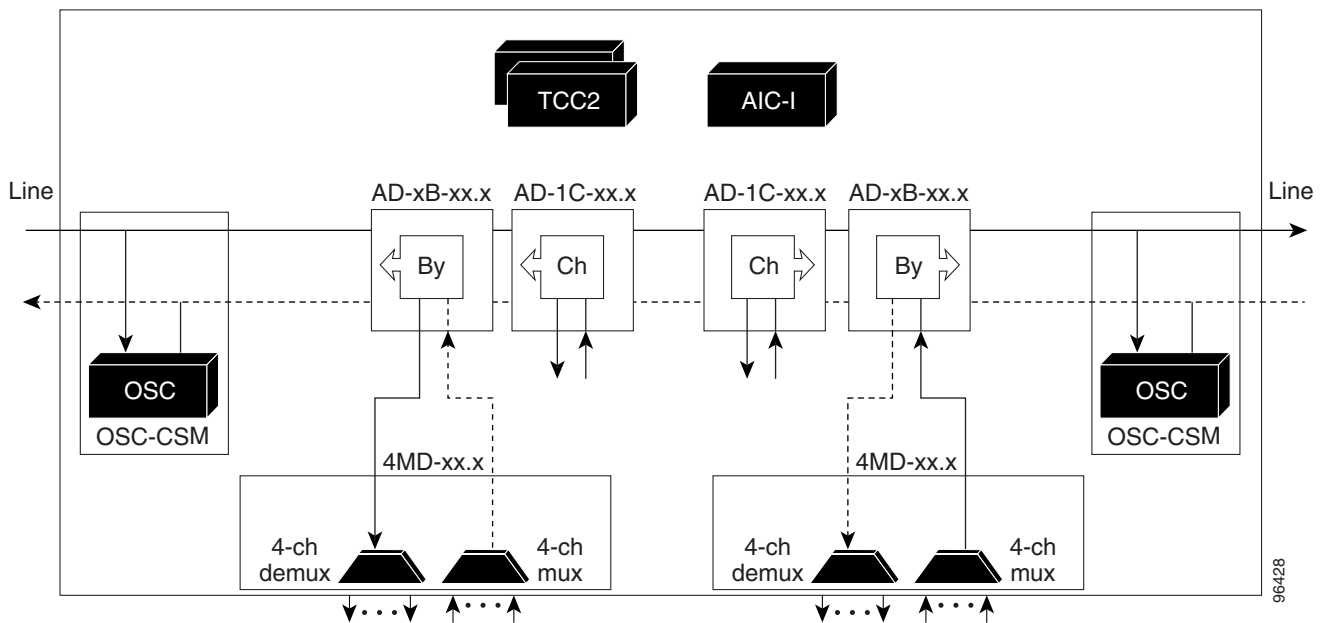 TCC2
AIC-I
Line
Line
AD-xB-xx.x
AD-1C-xx.x
AD-1C-xx.x
AD-xB-xx.x
By
Ch
Ch
By
OSC
OSC-CSM
OSC
OSC-CSM
4MD-xx.x
4MD-xx.x
4-ch
demux
4-ch
mux
4-ch
demux
4-ch
mux
96428